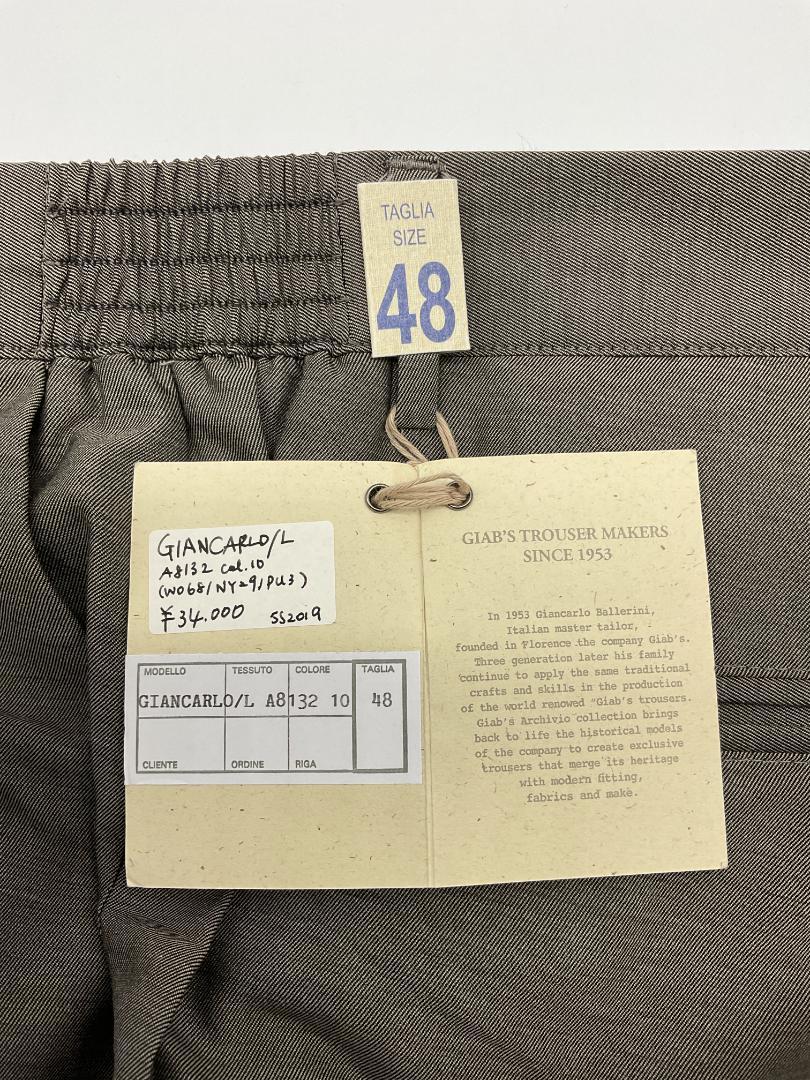 TAGLIA
SIZE
48
GIANCARLO/L
A8132 col.10
(WO68/NY29/PU3)
¥34.000 SS2019
MODELLO TESSUTO COLORE TAGLIA
GIANCARLO/L A8132 10 48
CLIENTE ORDINE RIGA
GIAB'S TROUSER MAKERS
SINCE 1953
In 1953 Giancarlo Ballerini,
Italian master tailor,
founded in Florence the company Giab's.
Three generation later his family
continue to apply the same traditional
crafts and skills in the production
of the world renowned "Giab's trousers.
Giab's Archivio collection brings
back to life the historical models
of the company to create exclusive
trousers that merge its heritage
with modern fitting,
fabrics and make.